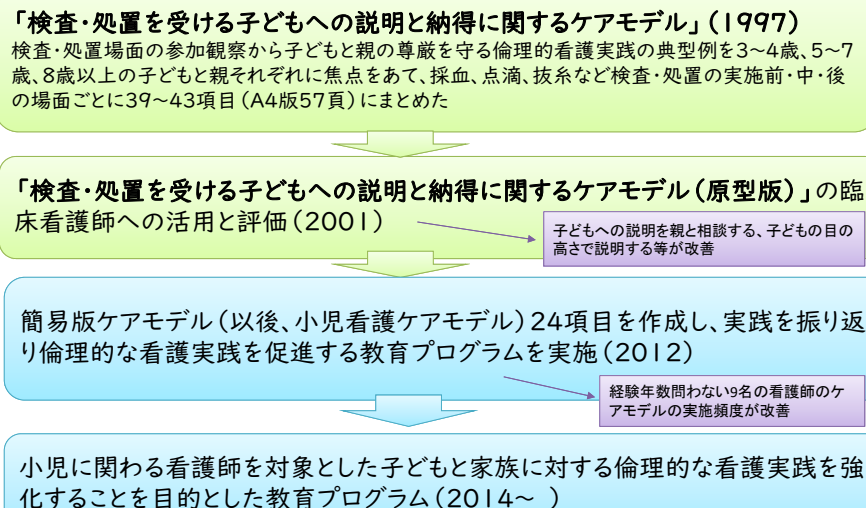 「検査・処置を受ける子どもへの説明と納得に関するケアモデル」(1997)
検査・処置場面の参加観察から子どもと親の尊厳を守る倫理的看護実践の典型例を3~4歳、5~7
歳、8歳以上の子どもと親それぞれに焦点をあて、採血、点滴、抜糸など検査・処置の実施前・中・後
の場面ごとに39~43項目(A4版57頁)にまとめた
「検査・処置を受ける子どもへの説明と納得に関するケアモデル(原型版)」の臨
床看護師への活用と評価(2001)
子どもへの説明を親と相談する、子どもの目の
高さで説明する等が改善
簡易版ケアモデル(以後、小児看護ケアモデル)24項目を作成し、実践を振り返
り倫理的な看護実践を促進する教育プログラムを実施(2012)
経験年数問わない9名の看護師のケ
アモデルの実施頻度が改善
小児に関わる看護師を対象とした子どもと家族に対する倫理的な看護実践を強
化することを目的とした教育プログラム(2014~ )